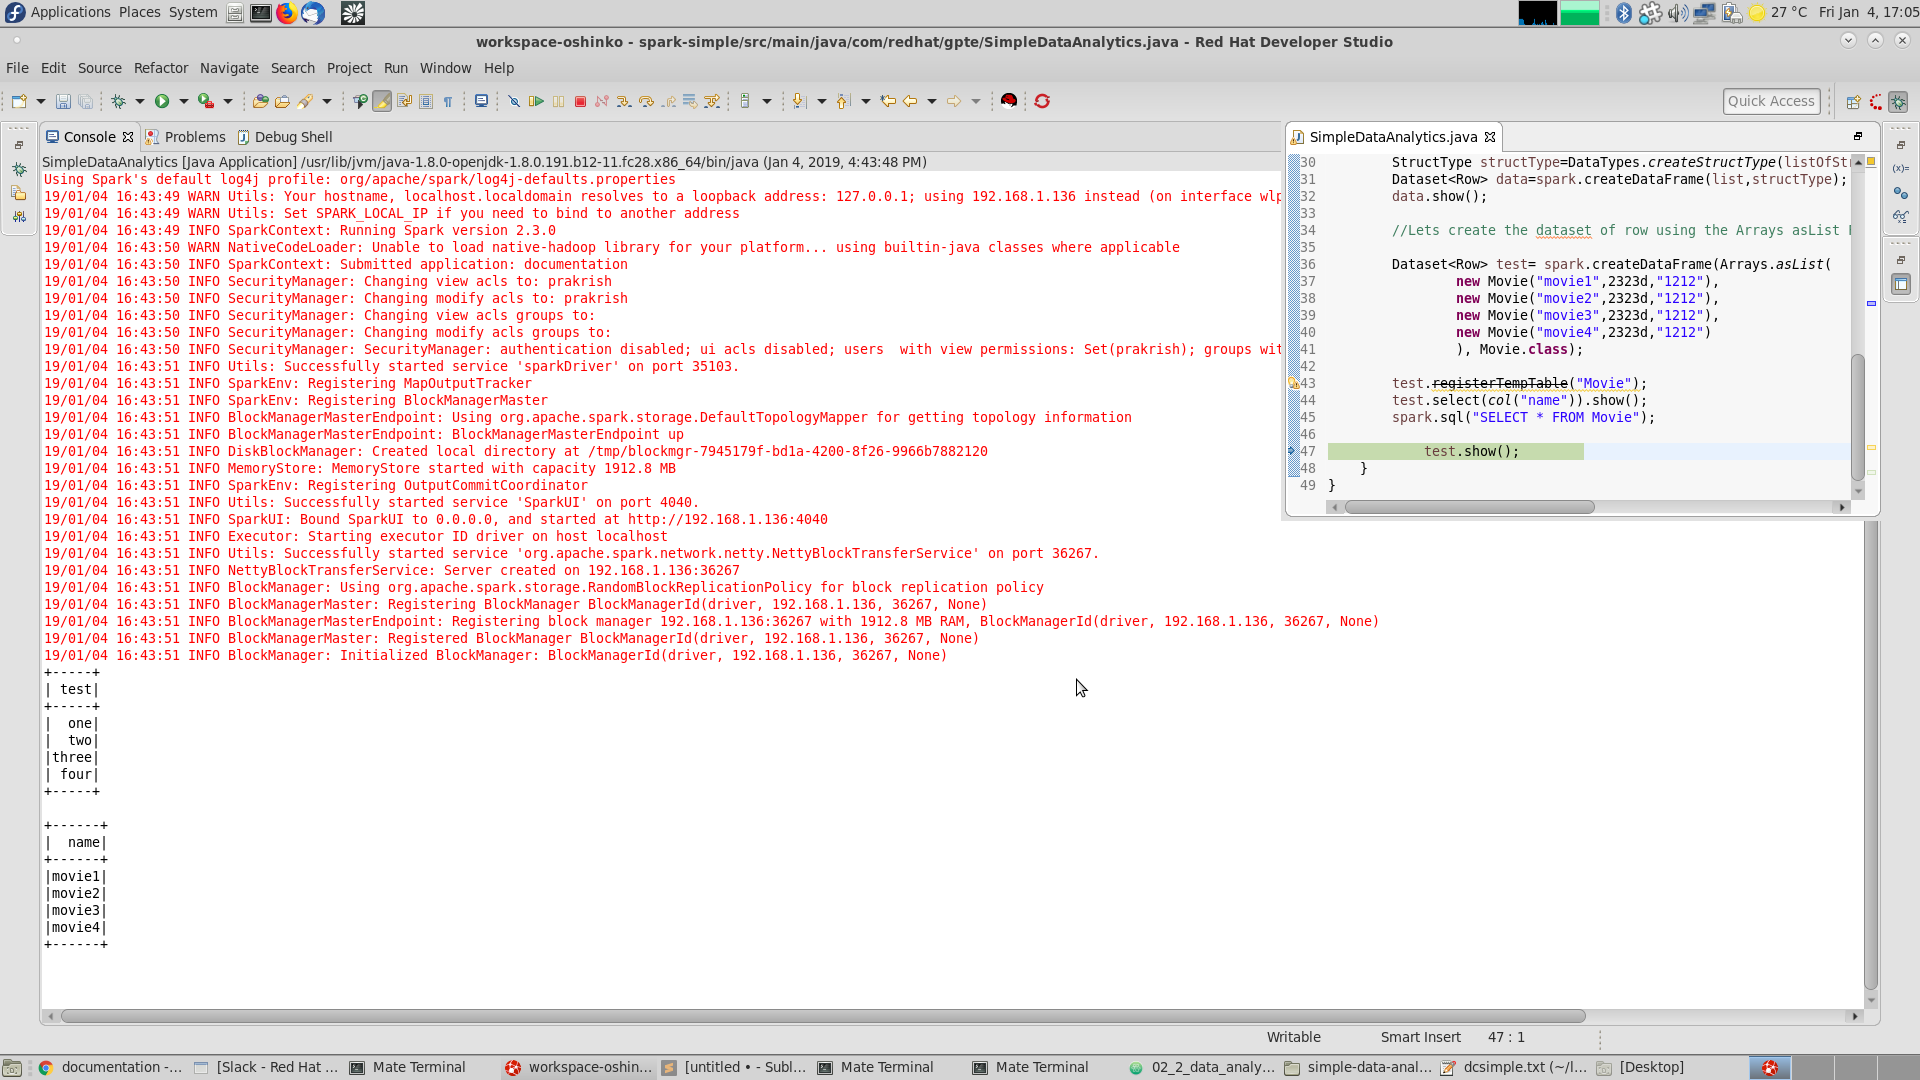 Applications Places System 27 °C Fri Jan 4, 17:05
workspace-oshinko - spark-simple/src/main/java/com/redhat/gpte/SimpleDataAnalytics.java - Red Hat Developer Studio
File Edit Source Refactor Navigate Search Project Run Window Help
Quick Access
Console Problems Debug Shell
SimpleDataAnalytics [Java Application] /usr/lib/jvm/java-1.8.0-openjdk-1.8.0.191.b12-11.fc28.x86_64/bin/java (Jan 4, 2019, 4:43:48 PM)
Using Spark's default log4j profile: org/apache/spark/log4j-defaults.properties
19/01/04 16:43:49 WARN Utils: Your hostname, localhost.localdomain resolves to a loopback address: 127.0.0.1; using 192.168.1.136 instead (on interface wlp
19/01/04 16:43:49 WARN Utils: Set SPARK_LOCAL_IP if you need to bind to another address
19/01/04 16:43:49 INFO SparkContext: Running Spark version 2.3.0
19/01/04 16:43:50 WARN NativeCodeLoader: Unable to load native-hadoop library for your platform... using builtin-java classes where applicable
19/01/04 16:43:50 INFO SparkContext: Submitted application: documentation
19/01/04 16:43:50 INFO SecurityManager: Changing view acls to: prakrish
19/01/04 16:43:50 INFO SecurityManager: Changing modify acls to: prakrish
19/01/04 16:43:50 INFO SecurityManager: Changing view acls groups to:
19/01/04 16:43:50 INFO SecurityManager: Changing modify acls groups to:
19/01/04 16:43:50 INFO SecurityManager: SecurityManager: authentication disabled; ui acls disabled; users  with view permissions: Set(prakrish); groups wit
19/01/04 16:43:51 INFO Utils: Successfully started service 'sparkDriver' on port 35103.
19/01/04 16:43:51 INFO SparkEnv: Registering MapOutputTracker
19/01/04 16:43:51 INFO SparkEnv: Registering BlockManagerMaster
19/01/04 16:43:51 INFO BlockManagerMasterEndpoint: Using org.apache.spark.storage.DefaultTopologyMapper for getting topology information
19/01/04 16:43:51 INFO BlockManagerMasterEndpoint: BlockManagerMasterEndpoint up
19/01/04 16:43:51 INFO DiskBlockManager: Created local directory at /tmp/blockmgr-7945179f-bd1a-4200-8f26-9966b7882120
19/01/04 16:43:51 INFO MemoryStore: MemoryStore started with capacity 1912.8 MB
19/01/04 16:43:51 INFO SparkEnv: Registering OutputCommitCoordinator
19/01/04 16:43:51 INFO Utils: Successfully started service 'SparkUI' on port 4040.
19/01/04 16:43:51 INFO SparkUI: Bound SparkUI to 0.0.0.0, and started at http://192.168.1.136:4040
19/01/04 16:43:51 INFO Executor: Starting executor ID driver on host localhost
19/01/04 16:43:51 INFO Utils: Successfully started service 'org.apache.spark.network.netty.NettyBlockTransferService' on port 36267.
19/01/04 16:43:51 INFO NettyBlockTransferService: Server created on 192.168.1.136:36267
19/01/04 16:43:51 INFO BlockManager: Using org.apache.spark.storage.RandomBlockReplicationPolicy for block replication policy
19/01/04 16:43:51 INFO BlockManagerMaster: Registering BlockManager BlockManagerId(driver, 192.168.1.136, 36267, None)
19/01/04 16:43:51 INFO BlockManagerMasterEndpoint: Registering block manager 192.168.1.136:36267 with 1912.8 MB RAM, BlockManagerId(driver, 192.168.1.136, 36267, None)
19/01/04 16:43:51 INFO BlockManagerMaster: Registered BlockManager BlockManagerId(driver, 192.168.1.136, 36267, None)
19/01/04 16:43:51 INFO BlockManager: Initialized BlockManager: BlockManagerId(driver, 192.168.1.136, 36267, None)
+-----+
| test|
+-----+
|  one|
|  two|
|three|
| four|
+-----+
+------+
|  name|
+------+
|movie1|
|movie2|
|movie3|
|movie4|
+------+
SimpleDataAnalytics.java
30 StructType structType=DataTypes.createStructType(listOfSt
31 Dataset<Row> data=spark.createDataFrame(list,structType);
32 data.show();
33
34 //Lets create the dataset of row using the Arrays asList
35
36 Dataset<Row> test= spark.createDataFrame(Arrays.asList(
37 new Movie("movie1",2323d,"1212"),
38 new Movie("movie2",2323d,"1212"),
39 new Movie("movie3",2323d,"1212"),
40 new Movie("movie4",2323d,"1212")
41 ), Movie.class);
42
43 test.registerTempTable("Movie");
44 test.select(col("name")).show();
45 spark.sql("SELECT * FROM Movie");
46
47 test.show();
48 }
49 }
Writable Smart Insert 47 : 1
documentation -... [Slack - Red Hat ... Mate Terminal workspace-oshin... [untitled • - Subl... Mate Terminal Mate Terminal 02_2_data_analy... simple-data-anal... dcsimple.txt (~/l... [Desktop]